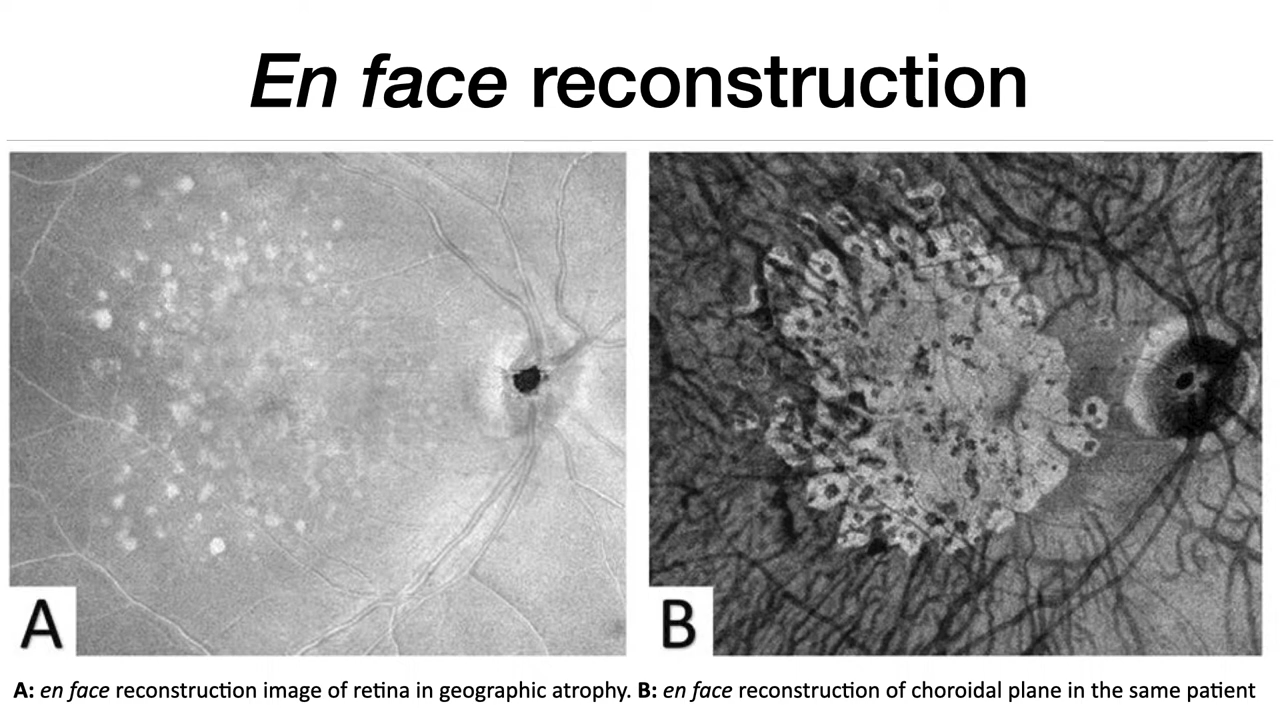 En face reconstruction
A
B
A: en face reconstruction image of retina in geographic atrophy. B: en face reconstruction of choroidal plane in the same patient